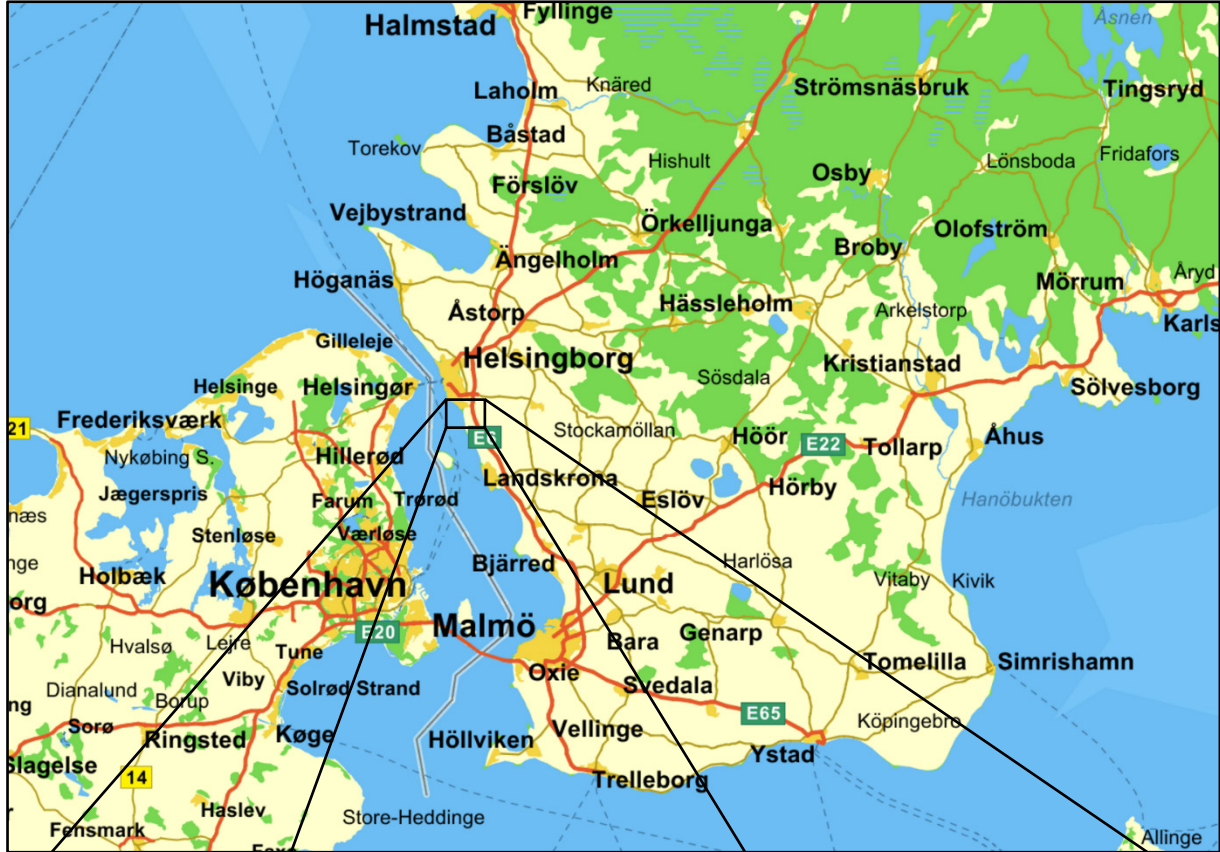 Fyllinge
Halmstad
Åsnen
Knäred
Strömsnäsbruk
Tingsryd
Laholm
Båstad
Torekov
Hishult
Lönsboda
Fridafors
Osby
Förslöv
Vejbystrand
Örkelljunga
Olofström
Broby
Ängelholm
Höganäs
Mörrum
Åryd
Hässleholm
Åstorp
Arkelstorp
Karls
Gilleleje
Helsingborg
Kristianstad
Sösdala
Helsinge
Helsingør
Sölvesborg
Frederiksværk
21
Stockamöllan
Höör
E22
Tollarp
Åhus
E6
Nykøbing S.
Hillerød
Landskrona
Hörby
Jægerspris
Farum
Trørød
Eslöv
Hanöbukten
næs
Stenløse
Værløse
nge
Bjärred
Harlösa
Holbæk
København
Lund
Vitaby
Kivik
org
E20
Malmö
Bara
Genarp
Hvalsø
Lejre
Tune
Oxie
Tomelilla
Simrishamn
Viby
Svedala
Dianalund
Borup
Solrød Strand
ng
E65
Köpingebro
Sorø
Ringsted
Køge
Vellinge
Höllviken
Ystad
Slagelse
14
Trelleborg
Haslev
Store-Heddinge
r
Fensmark
Allinge